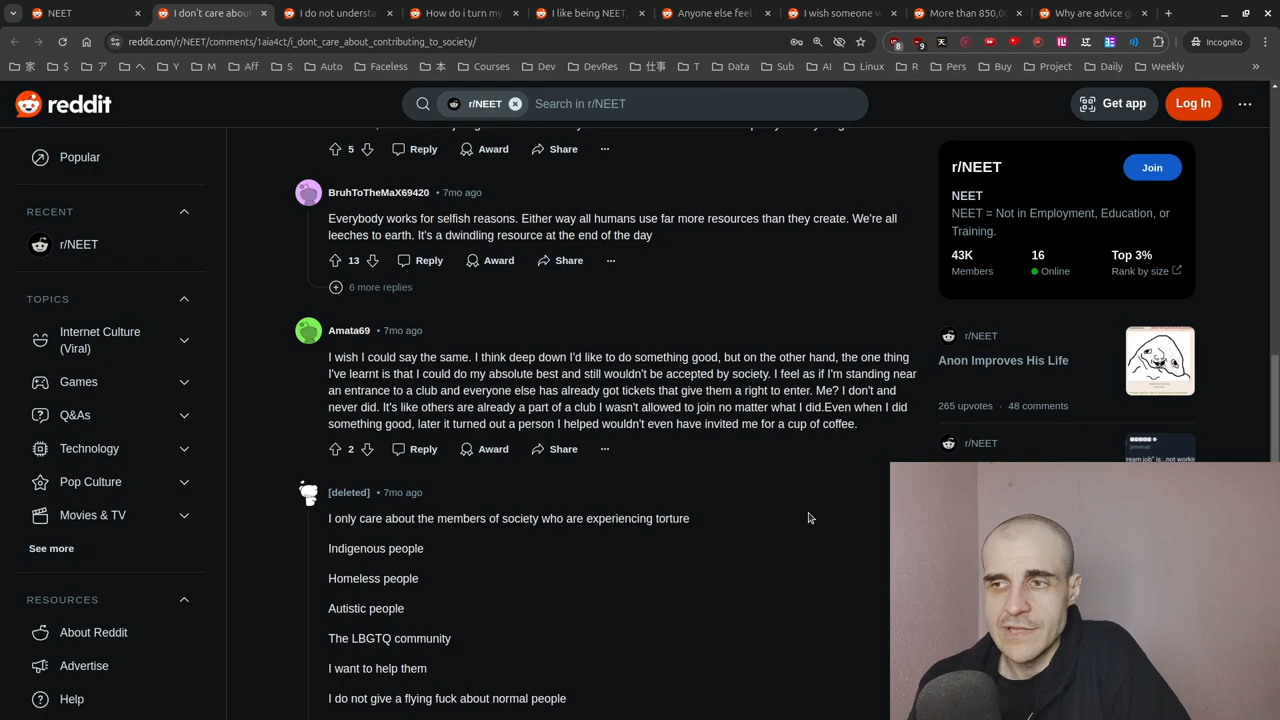 NEET
I don't care abou
I do not understa
How do i turn my
I like being NEET,
Anyone else feel
I wish someone w
More than 850,0
Why are advice g
reddit.com/r/NEET/comments/1aia4ct/i_dont_care_about_contributing_to_society/
8
9
Incognito
家
$
ア
へ
Y
M
Aff
S
Auto
Faceless
本
Courses
Dev
DevRes
仕事
T
Data
Sub
AI
Linux
R
Pers
Buy
Project
Daily
Weekly
reddit
r/NEET
Search in r/NEET
Get app
Log In
Popular
RECENT
r/NEET
TOPICS
Internet Culture
(Viral)
Games
Q&As
Technology
Pop Culture
Movies & TV
See more
RESOURCES
About Reddit
Advertise
Help
5
Reply
Award
Share
BruhToTheMaX69420 • 7mo ago
Everybody works for selfish reasons. Either way all humans use far more resources than they create. We're all
leeches to earth. It's a dwindling resource at the end of the day
13
Reply
Award
Share
6 more replies
Amata69 • 7mo ago
I wish I could say the same. I think deep down I'd like to do something good, but on the other hand, the one thing
I've learnt is that I could do my absolute best and still wouldn't be accepted by society. I feel as if I'm standing near
an entrance to a club and everyone else has already got tickets that give them a right to enter. Me? I don't and
never did. It's like others are already a part of a club I wasn't allowed to join no matter what I did.Even when I did
something good, later it turned out a person I helped wouldn't even have invited me for a cup of coffee.
2
Reply
Award
Share
[deleted] • 7mo ago
I only care about the members of society who are experiencing torture
Indigenous people
Homeless people
Autistic people
The LBGTQ community
I want to help them
I do not give a flying fuck about normal people
r/NEET
Join
NEET
NEET = Not in Employment, Education, or
Training.
43K
16
Top 3%
Members
Online
Rank by size
r/NEET
Anon Improves His Life
265 upvotes • 48 comments
r/NEET